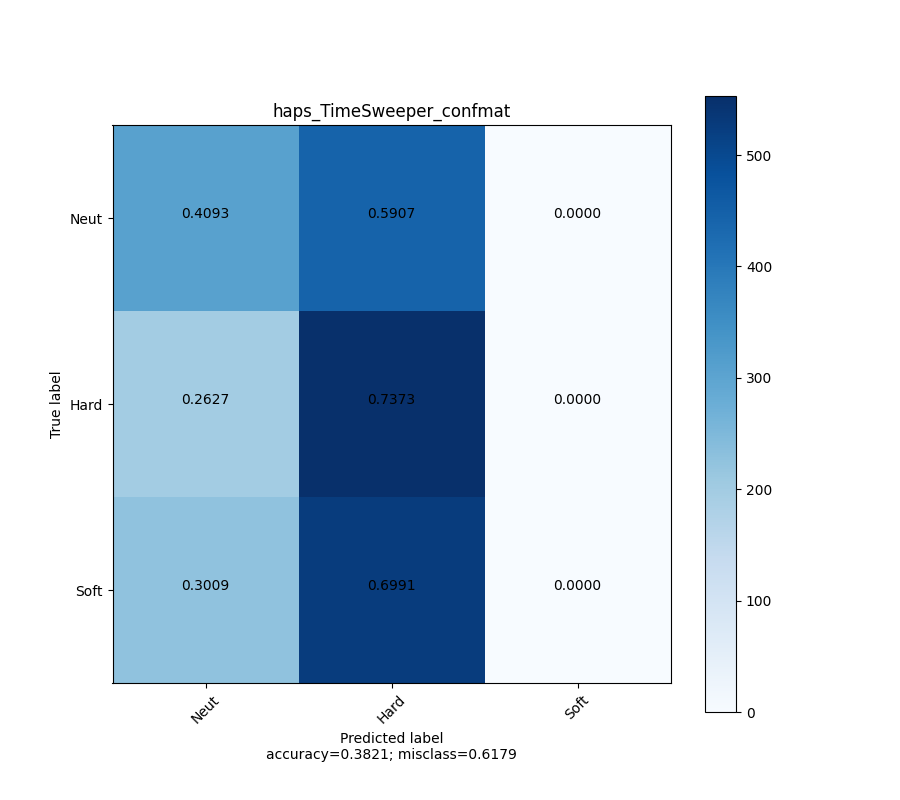 haps_TimeSweeper_confmat
Neut 0.4093 0.5907 0.0000
Hard 0.2627 0.7373 0.0000
Soft 0.3009 0.6991 0.0000
True label
Neut Hard Soft
Predicted label
accuracy=0.3821; misclass=0.6179
500
400
300
200
100
0